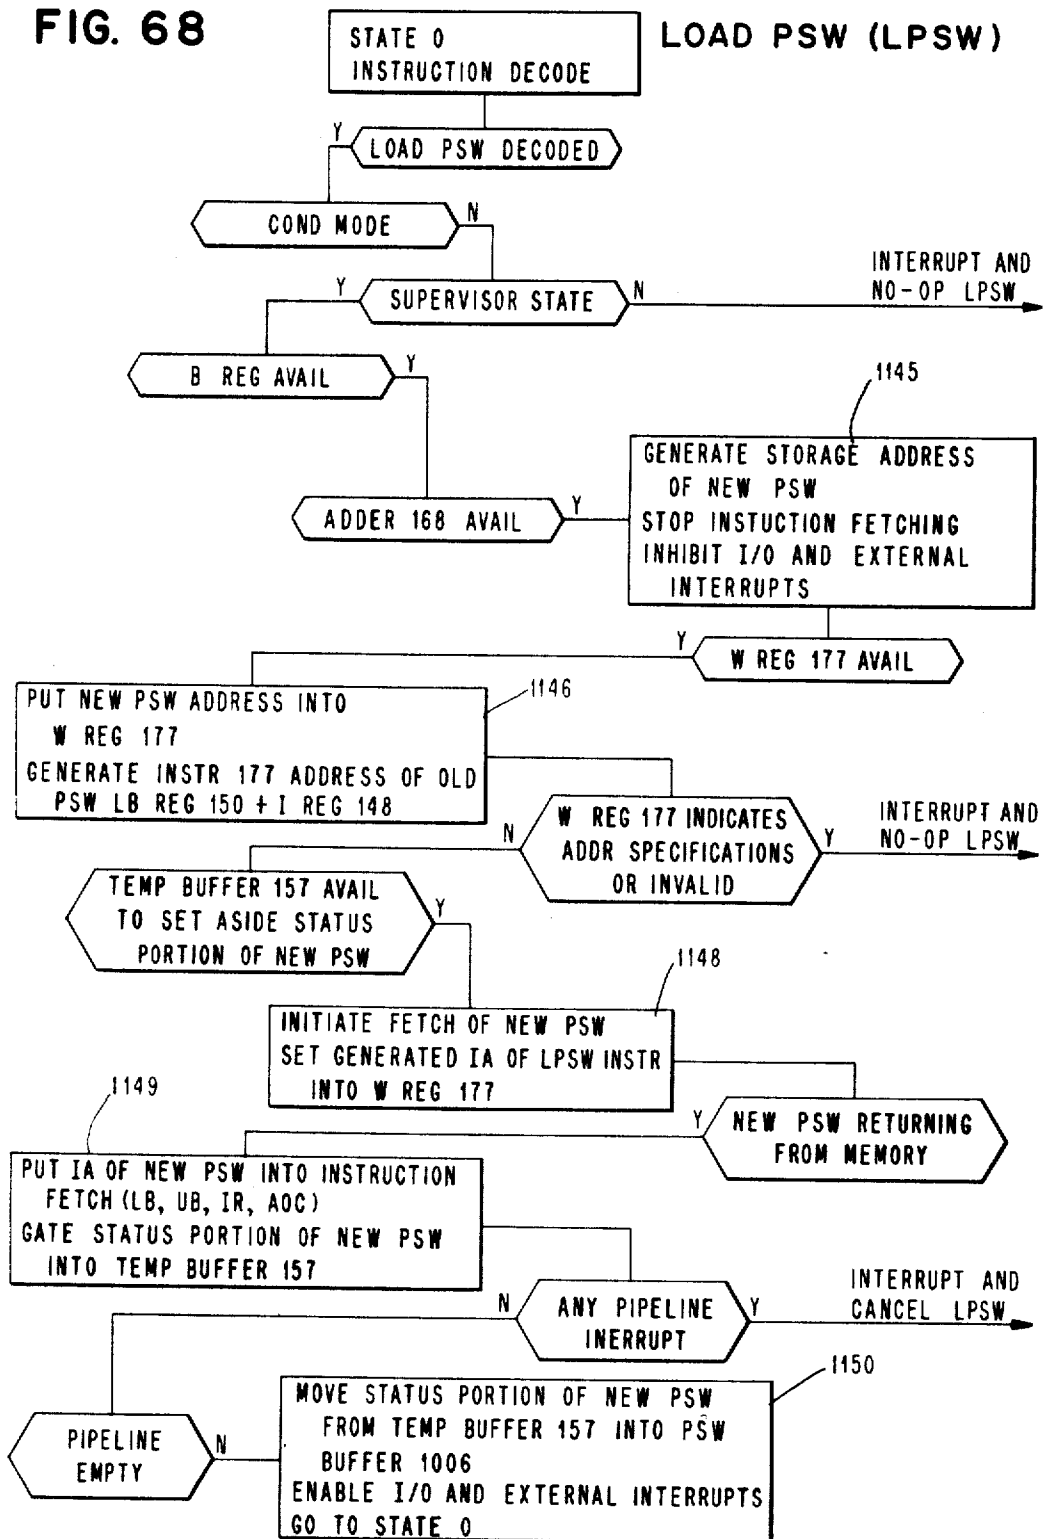 FIG. 68
LOAD PSW (LPSW)
STATE 0
INSTRUCTION DECODE
Y
LOAD PSW DECODED
COND MODE
N
Y
SUPERVISOR STATE
N
INTERRUPT AND
NO-OP LPSW
B REG AVAIL
Y
1145
GENERATE STORAGE ADDRESS
OF NEW PSW
STOP INSTUCTION FETCHING
INHIBIT I/O AND EXTERNAL
INTERRUPTS
ADDER 168 AVAIL
Y
Y
W REG 177 AVAIL
1146
PUT NEW PSW ADDRESS INTO
W REG 177
GENERATE INSTR 177 ADDRESS OF OLD
PSW LB REG 150 + I REG 148
N
W REG 177 INDICATES
ADDR SPECIFICATIONS
OR INVALID
Y
INTERRUPT AND
NO-OP LPSW
TEMP BUFFER 157 AVAIL
TO SET ASIDE STATUS
PORTION OF NEW PSW
Y
1148
INITIATE FETCH OF NEW PSW
SET GENERATED IA OF LPSW INSTR
INTO W REG 177
1149
Y
NEW PSW RETURNING
FROM MEMORY
PUT IA OF NEW PSW INTO INSTRUCTION
FETCH (LB, UB, IR, AOC)
GATE STATUS PORTION OF NEW PSW
INTO TEMP BUFFER 157
N
ANY PIPELINE
INERRUPT
Y
INTERRUPT AND
CANCEL LPSW
1150
PIPELINE
EMPTY
N
MOVE STATUS PORTION OF NEW PSW
FROM TEMP BUFFER 157 INTO PSW
BUFFER 1006
ENABLE I/O AND EXTERNAL INTERRUPTS
GO TO STATE 0